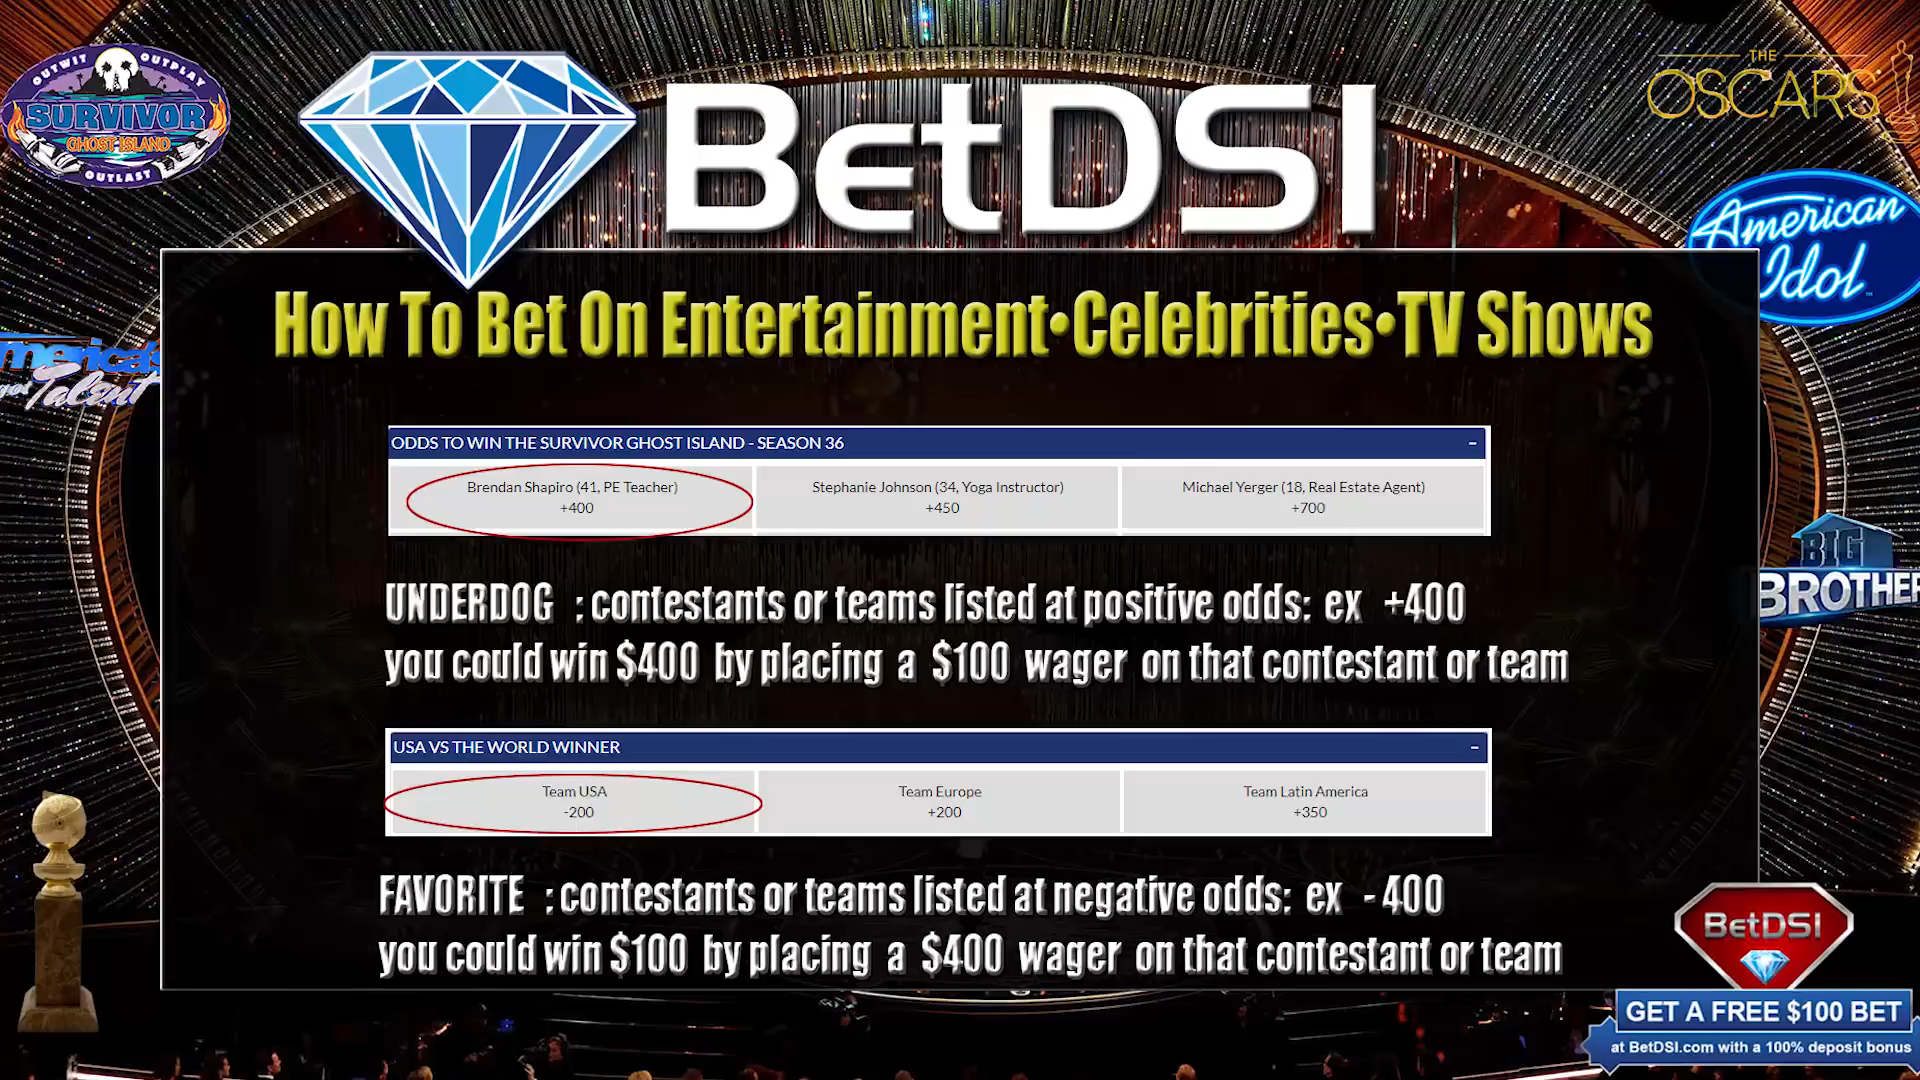 OUTWIT OUTPLAY
SURVIVOR
GHOST ISLAND
OUTLAST
BetDSI
THE
OSCARS
American
Idol
How To Bet On Entertainment•Celebrities•TV Shows
America's
got Talent
ODDS TO WIN THE SURVIVOR GHOST ISLAND - SEASON 36 –
Brendan Shapiro (41, PE Teacher) Stephanie Johnson (34, Yoga Instructor) Michael Yerger (18, Real Estate Agent)
+400 +450 +700
BIG
BROTHER
UNDERDOG : contestants or teams listed at positive odds: ex +400
you could win $400 by placing a $100 wager on that contestant or team
USA VS THE WORLD WINNER –
Team USA Team Europe Team Latin America
-200 +200 +350
FAVORITE : contestants or teams listed at negative odds: ex - 400
you could win $100 by placing a $400 wager on that contestant or team
BetDSI
GET A FREE $100 BET
at BetDSI.com with a 100% deposit bonus